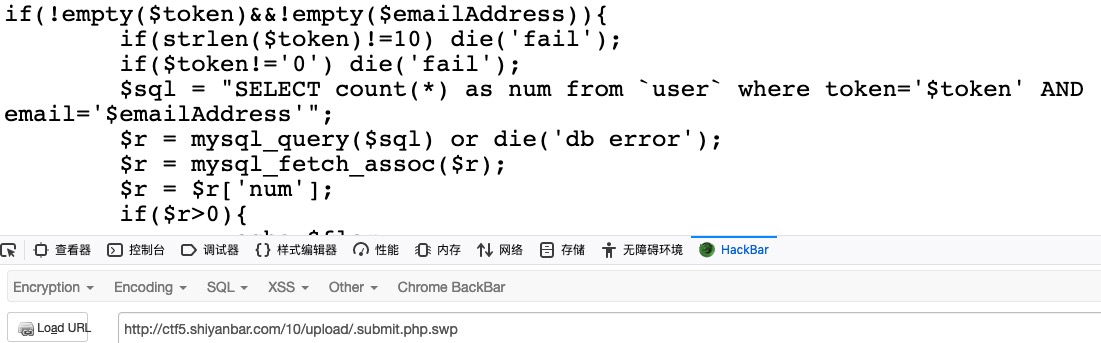 if(!empty($token)&&!empty($emailAddress)){
        if(strlen($token)!=10) die('fail');
        if($token!='0') die('fail');
        $sql = "SELECT count(*) as num from `user` where token='$token' AND
email='$emailAddress'";
        $r = mysql_query($sql) or die('db error');
        $r = mysql_fetch_assoc($r);
        $r = $r['num'];
        if($r>0){
查看器 控制台 调试器 {} 样式编辑器 性能 内存 网络 存储 无障碍环境 HackBar
Encryption Encoding SQL XSS Other Chrome BackBar
Load URL http://ctf5.shiyanbar.com/10/upload/.submit.php.swp